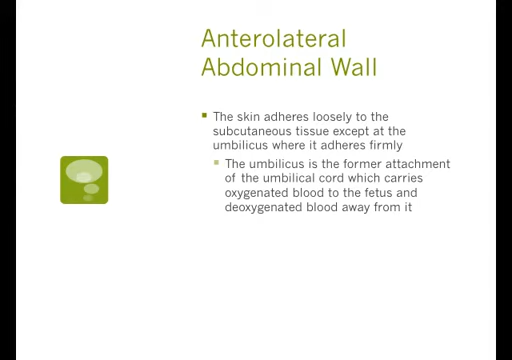 Anterolateral
Abdominal Wall
The skin adheres loosely to the
subcutaneous tissue except at the
umbilicus where it adheres firmly
The umbilicus is the former attachment
of the umbilical cord which carries
oxygenated blood to the fetus and
deoxygenated blood away from it